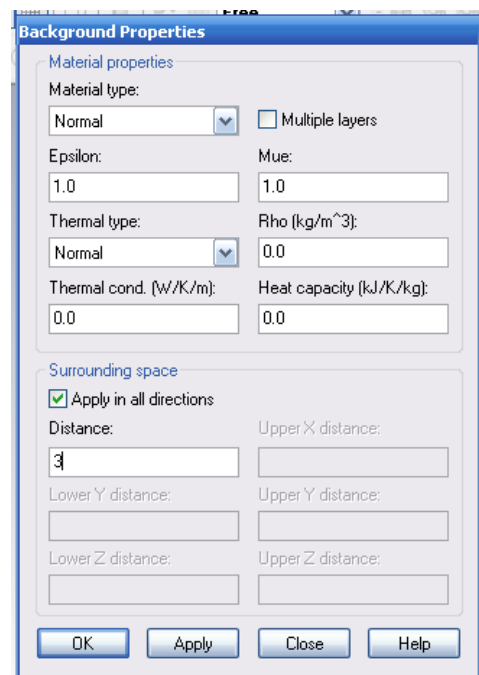 Free
Background Properties
Material properties
Material type:
Normal
Multiple layers
Epsilon: Mue:
1.0 1.0
Thermal type: Rho (kg/m^3):
Normal 0.0
Thermal cond. (W/K/m): Heat capacity (kJ/K/kg):
0.0 0.0
Surrounding space
Apply in all directions
Distance: Upper X distance:
3
Lower Y distance: Upper Y distance:
Lower Z distance: Upper Z distance:
OK Apply Close Help